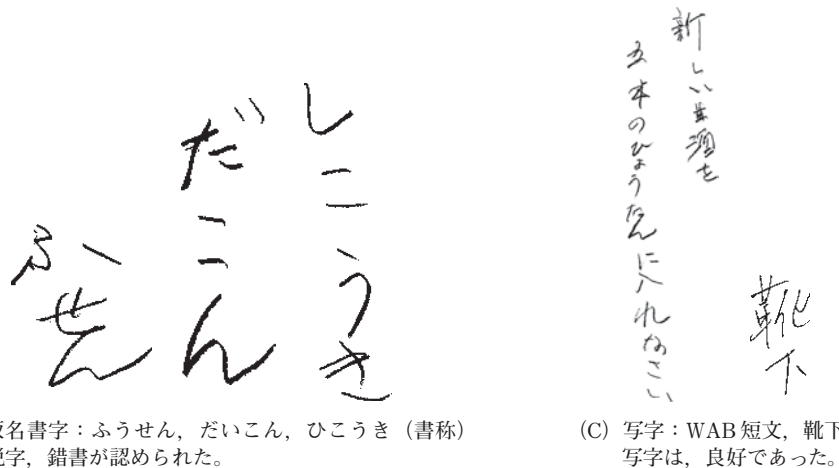 しこうき
だこん
ふせん
名書字：ふうせん，だいこん，ひこうき（書称）
字，錯書が認められた。
新しい甘酒を
五本のひょうたんに入れなさい
靴下
(C) 写字：WAB短文，靴下
写字は，良好であった。